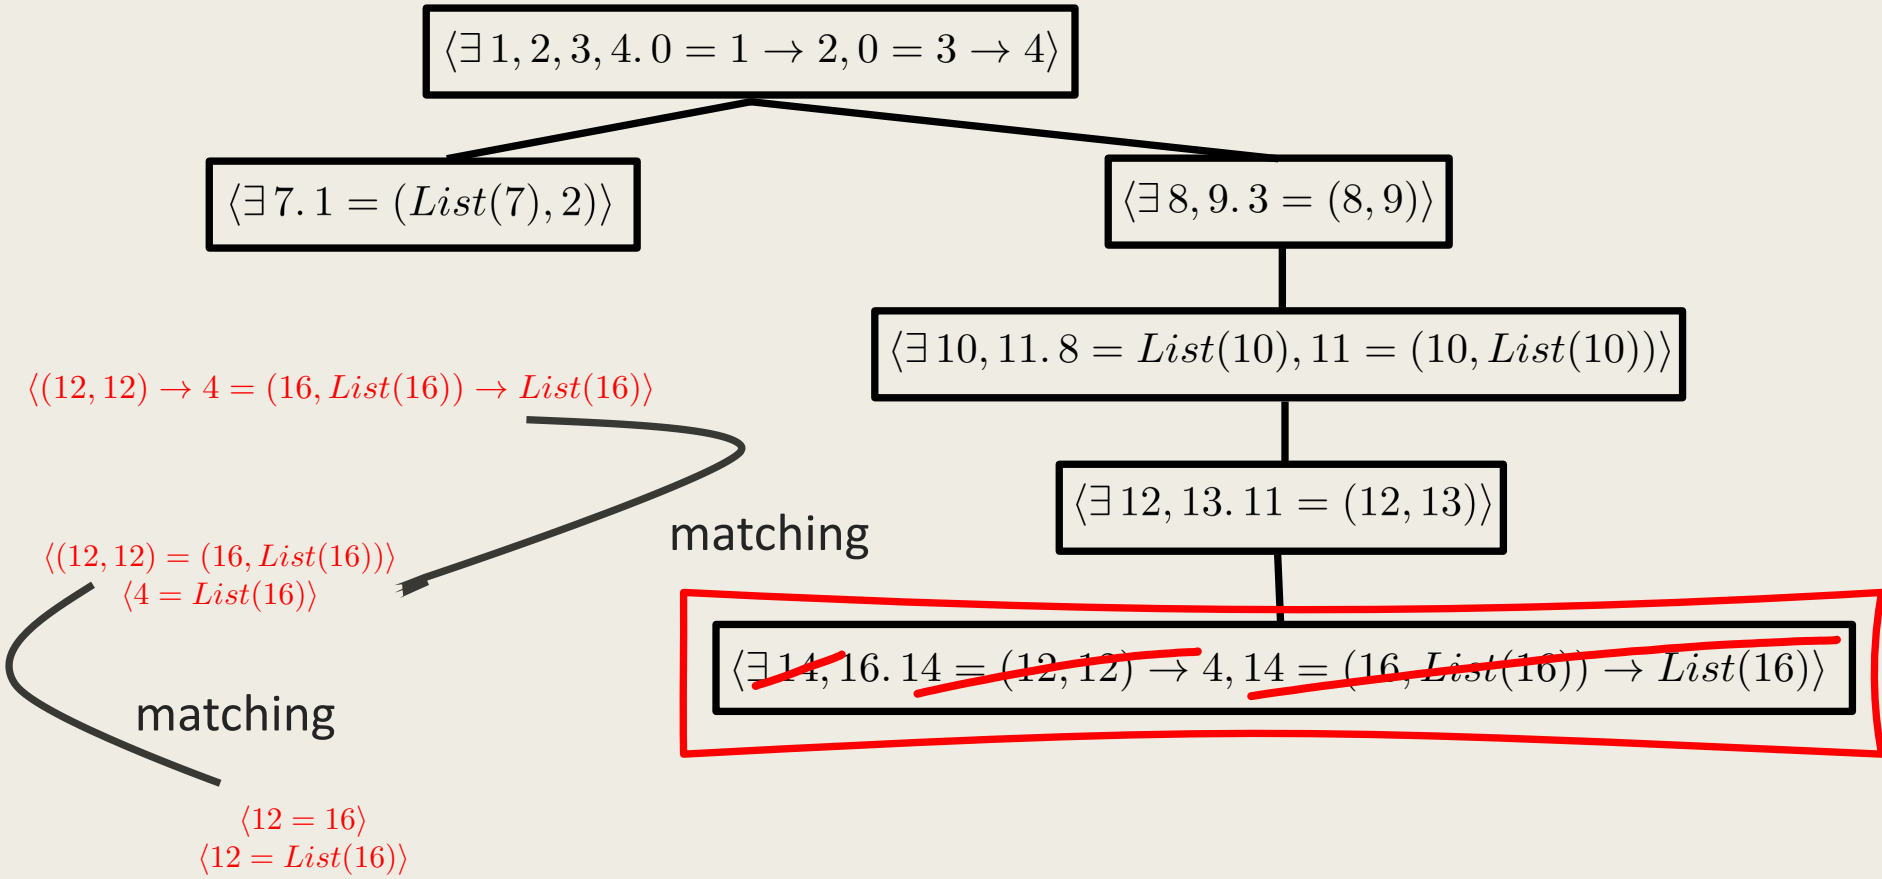 ⟨∃ 1, 2, 3, 4. 0 = 1 → 2, 0 = 3 → 4⟩
⟨∃ 7. 1 = (List(7), 2)⟩
⟨∃ 8, 9. 3 = (8, 9)⟩
⟨∃ 10, 11. 8 = List(10), 11 = (10, List(10))⟩
⟨(12, 12) → 4 = (16, List(16)) → List(16)⟩
⟨∃ 12, 13. 11 = (12, 13)⟩
matching
⟨(12, 12) = (16, List(16))⟩
⟨4 = List(16)⟩
⟨∃ 14, 16. 14 = (12, 12) → 4, 14 = (16, List(16)) → List(16)⟩
matching
⟨12 = 16⟩
⟨12 = List(16)⟩